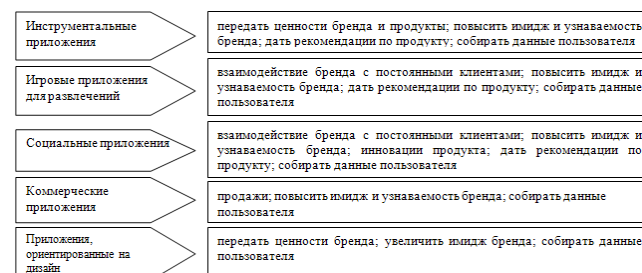 Инструментальные
приложения
передать ценности бренда и продукты; повысить имидж и узнаваемость
бренда; дать рекомендации по продукту; собирать данные пользователя
Игровые приложения
для развлечений
взаимодействие бренда с постоянными клиентами; повысить имидж и
узнаваемость бренда; дать рекомендации по продукту; собирать данные
пользователя
Социальные приложения
взаимодействие бренда с постоянными клиентами; повысить имидж и
узнаваемость бренда; инновации продукта; дать рекомендации по
продукту; собирать данные пользователя
Коммерческие
приложения
продажи; повысить имидж и узнаваемость бренда; собирать данные
пользователя
Приложения,
ориентированные на
дизайн
передать ценности бренда; увеличить имидж бренда; собирать данные
пользователя